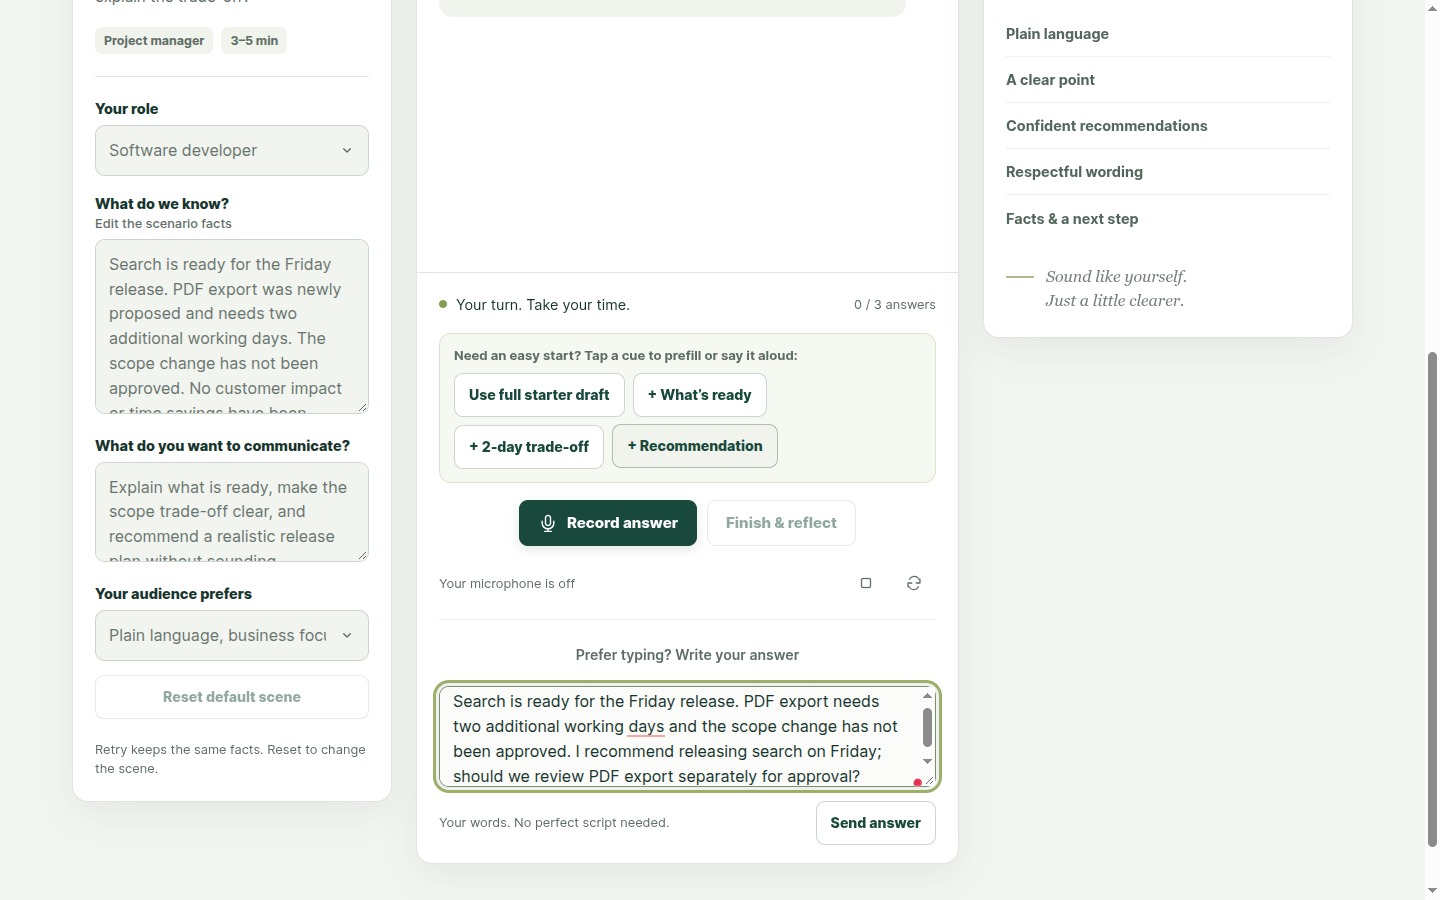 Project manager
3–5 min
Your role
Software developer
What do we know?
Edit the scenario facts
Search is ready for the Friday
release. PDF export was newly
proposed and needs two
additional working days. The
scope change has not been
approved. No customer impact
or time savings have been
What do you want to communicate?
Explain what is ready, make the
scope trade-off clear, and
recommend a realistic release
plan without sounding
Your audience prefers
Plain language, business focu
Reset default scene
Retry keeps the same facts. Reset to change
the scene.
Your turn. Take your time.
0 / 3 answers
Need an easy start? Tap a cue to prefill or say it aloud:
Use full starter draft
+ What’s ready
+ 2-day trade-off
+ Recommendation
Record answer
Finish & reflect
Your microphone is off
Prefer typing? Write your answer
Search is ready for the Friday release. PDF export needs
two additional working days and the scope change has not
been approved. I recommend releasing search on Friday;
should we review PDF export separately for approval?
Your words. No perfect script needed.
Send answer
Plain language
A clear point
Confident recommendations
Respectful wording
Facts & a next step
Sound like yourself.
Just a little clearer.